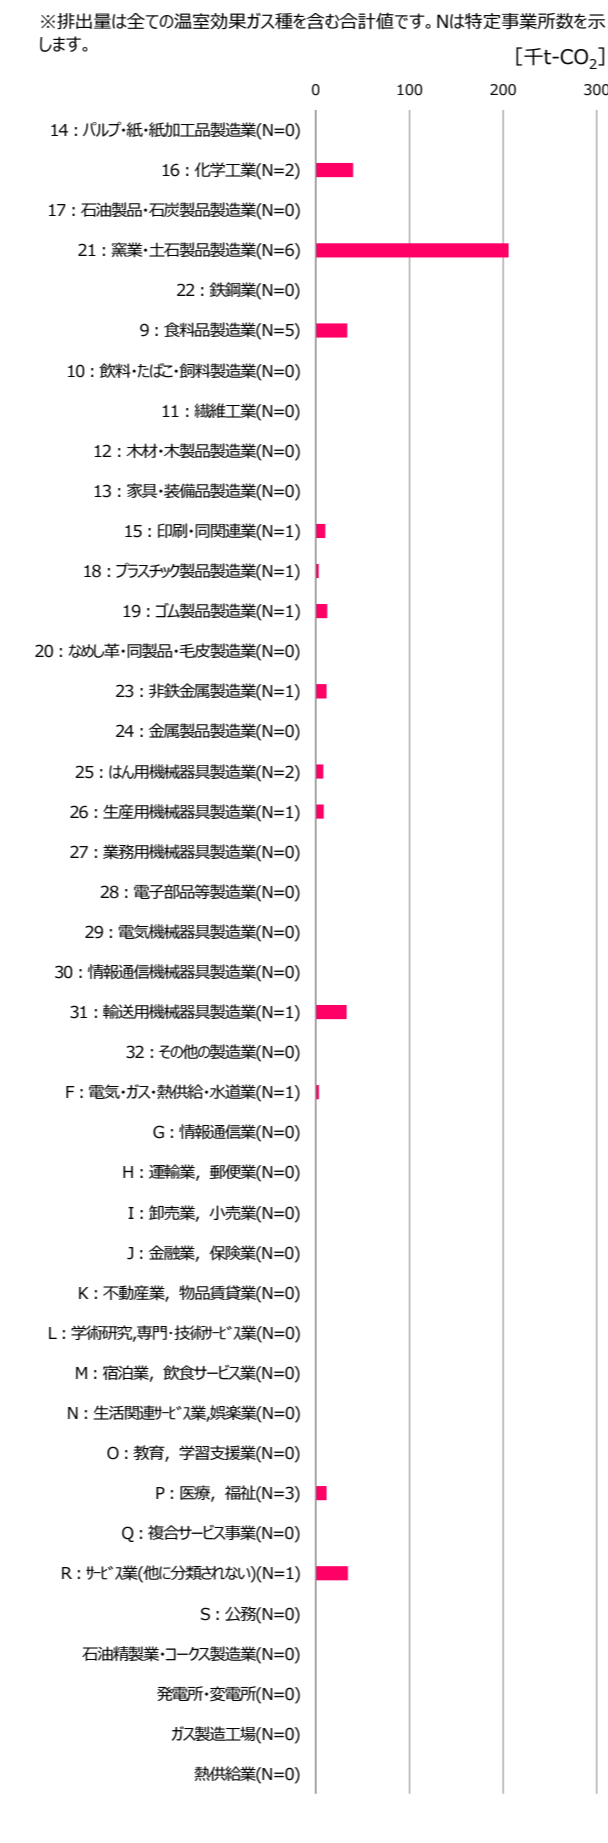 ※排出量は全ての温室効果ガス種を含む合計値です。Nは特定事業所数を示
します。
[千t-CO₂]
0 100 200 300
14：パルプ・紙・紙加工品製造業(N=0)
16：化学工業(N=2)
17：石油製品・石炭製品製造業(N=0)
21：窯業・土石製品製造業(N=6)
22：鉄鋼業(N=0)
9：食料品製造業(N=5)
10：飲料・たばこ・飼料製造業(N=0)
11：繊維工業(N=0)
12：木材・木製品製造業(N=0)
13：家具・装備品製造業(N=0)
15：印刷・同関連業(N=1)
18：プラスチック製品製造業(N=1)
19：ゴム製品製造業(N=1)
20：なめし革・同製品・毛皮製造業(N=0)
23：非鉄金属製造業(N=1)
24：金属製品製造業(N=0)
25：はん用機械器具製造業(N=2)
26：生産用機械器具製造業(N=1)
27：業務用機械器具製造業(N=0)
28：電子部品等製造業(N=0)
29：電気機械器具製造業(N=0)
30：情報通信機械器具製造業(N=0)
31：輸送用機械器具製造業(N=1)
32：その他の製造業(N=0)
F：電気・ガス・熱供給・水道業(N=1)
G：情報通信業(N=0)
H：運輸業，郵便業(N=0)
I：卸売業，小売業(N=0)
J：金融業，保険業(N=0)
K：不動産業，物品賃貸業(N=0)
L：学術研究,専門・技術ｻｰﾋﾞｽ業(N=0)
M：宿泊業，飲食サービス業(N=0)
N：生活関連ｻｰﾋﾞｽ業,娯楽業(N=0)
O：教育，学習支援業(N=0)
P：医療，福祉(N=3)
Q：複合サービス事業(N=0)
R：ｻｰﾋﾞｽ業(他に分類されない)(N=1)
S：公務(N=0)
石油精製業・コークス製造業(N=0)
発電所・変電所(N=0)
ガス製造工場(N=0)
熱供給業(N=0)